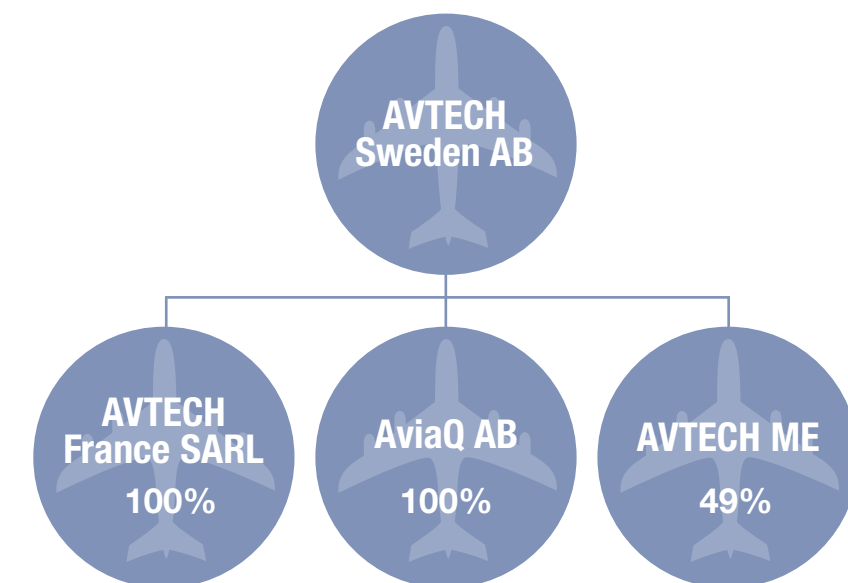 AVTECH
Sweden AB
AVTECH
France SARL
100%
AviaQ AB
100%
AVTECH ME
49%